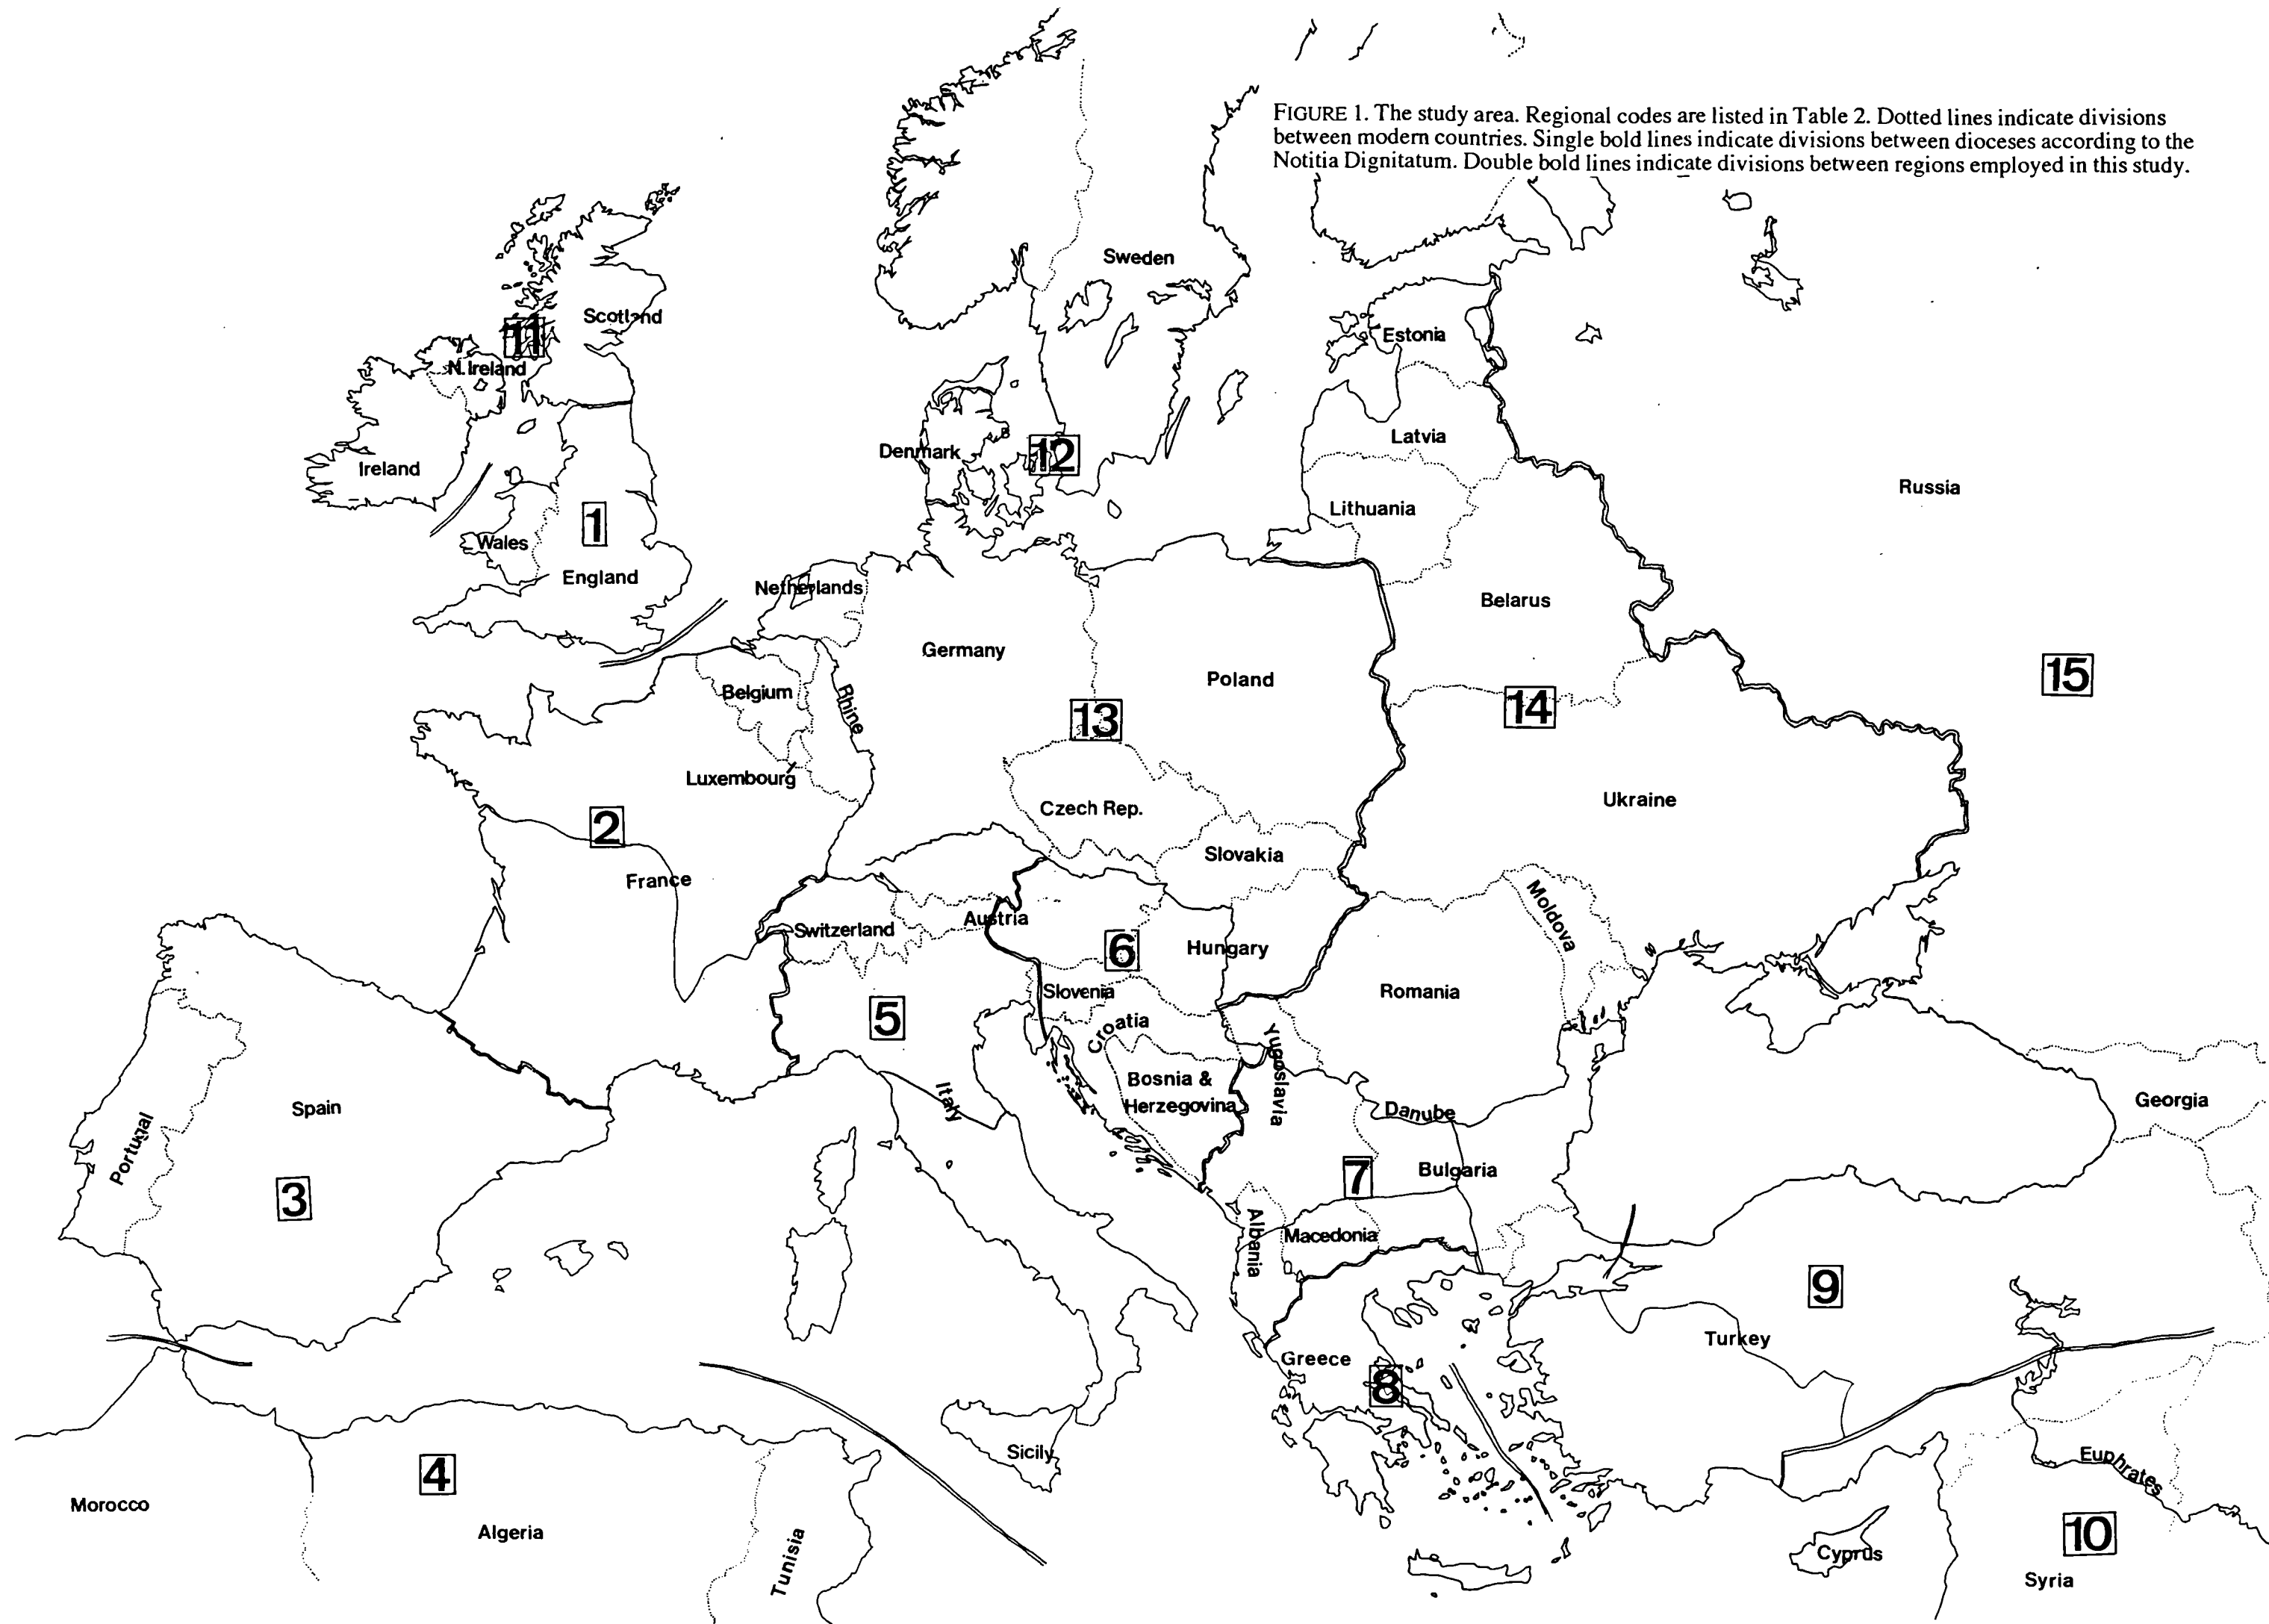 FIGURE 1. The study area. Regional codes are listed in Table 2. Dotted lines indicate divisions
between modern countries. Single bold lines indicate divisions between dioceses according to the
Notitia Dignitatum. Double bold lines indicate divisions between regions employed in this study.
Sweden
Scotland
11
N. Ireland
Estonia
Denmark
12
Latvia
Ireland
Russia
Lithuania
1
Wales
England
Netherlands
Belarus
Germany
Poland
15
Belgium
Rhine
13
14
Luxembourg
Czech Rep.
Ukraine
2
Slovakia
France
Moldova
Austria
Switzerland
6
Hungary
Slovenia
Romania
5
Croatia
Yugoslavia
Bosnia &
Herzegovina
Italy
Spain
Portugal
Danube
Georgia
Bulgaria
7
3
Albania
Macedonia
9
Turkey
Greece
8
Sicily
4
Euphrates
Morocco
Algeria
Tunisia
10
Cyprus
Syria